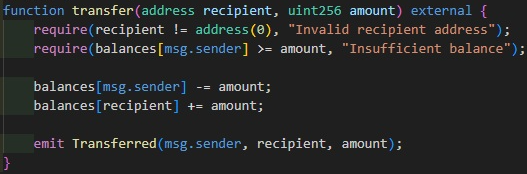 function transfer(address recipient, uint256 amount) external {
    require(recipient != address(0), "Invalid recipient address");
    require(balances[msg.sender] >= amount, "Insufficient balance");

    balances[msg.sender] -= amount;
    balances[recipient] += amount;

    emit Transferred(msg.sender, recipient, amount);
}